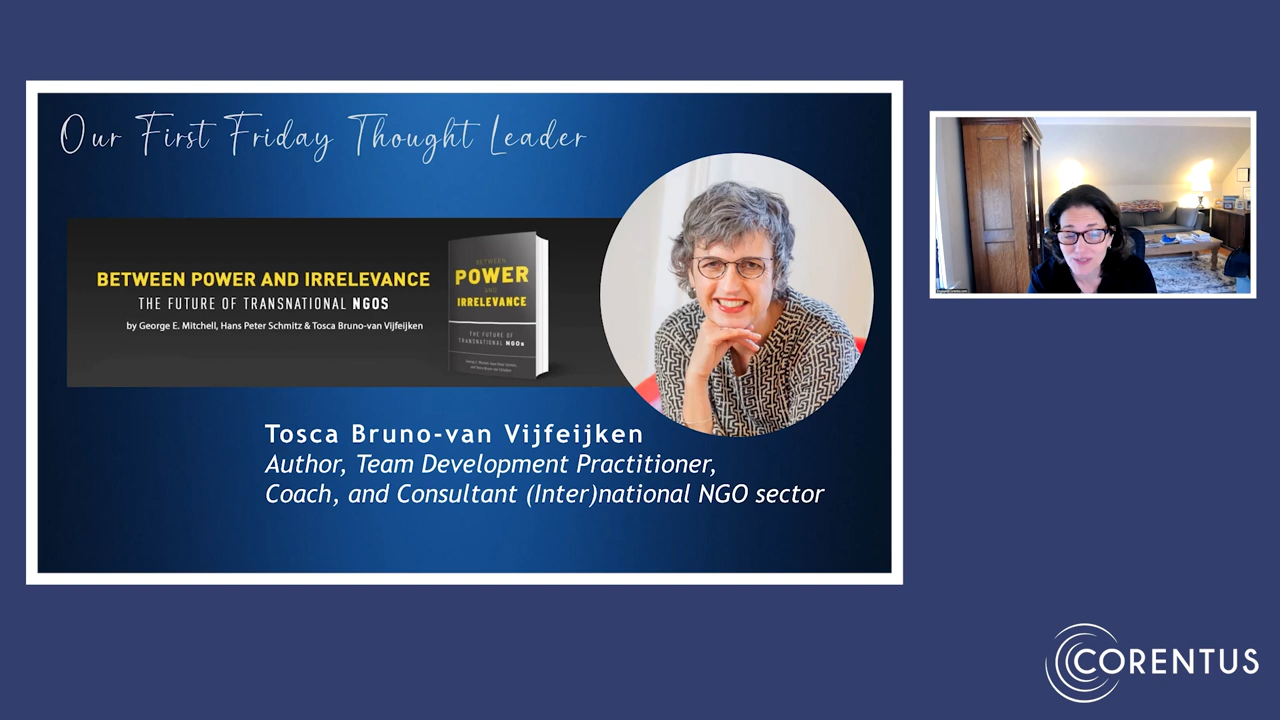 Our First Friday Thought Leader
BETWEEN POWER AND IRRELEVANCE
THE FUTURE OF TRANSNATIONAL NGOS
by George E. Mitchell, Hans Peter Schmitz & Tosca Bruno-van Vijfeijken
BETWEEN
POWER
AND
IRRELEVANCE
THE FUTURE OF
TRANSNATIONAL NGOs
Tosca Bruno-van Vijfeijken
Author, Team Development Practitioner,
Coach, and Consultant (Inter)national NGO sector
CORENTUS